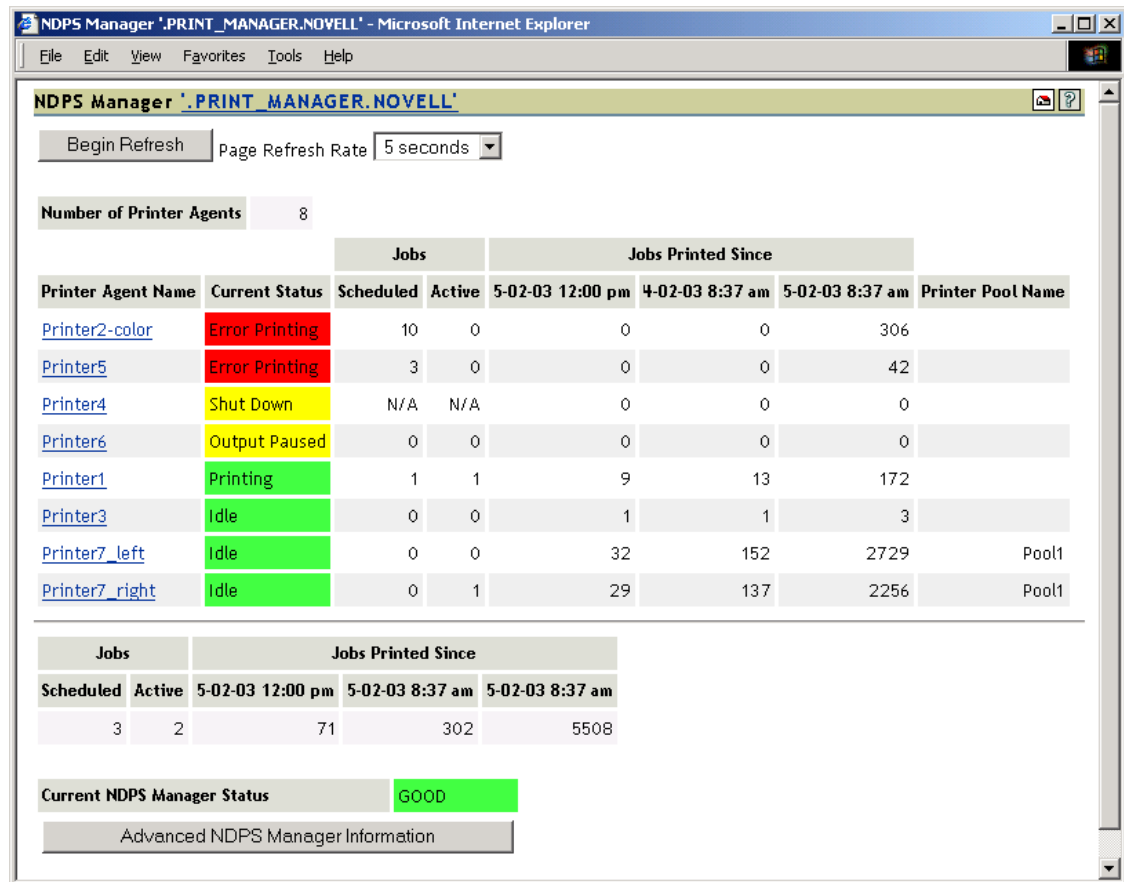 NDPS Manager '.PRINT_MANAGER.NOVELL' - Microsoft Internet Explorer
File Edit View Favorites Tools Help
NDPS Manager '.PRINT_MANAGER.NOVELL'
Begin Refresh Page Refresh Rate 5 seconds
Number of Printer Agents 8
Jobs Jobs Printed Since
Printer Agent Name Current Status Scheduled Active 5-02-03 12:00 pm 4-02-03 8:37 am 5-02-03 8:37 am Printer Pool Name
Printer2-color Error Printing 10 0 0 0 306
Printer5 Error Printing 3 0 0 0 42
Printer4 Shut Down N/A N/A 0 0 0
Printer6 Output Paused 0 0 0 0 0
Printer1 Printing 1 1 9 13 172
Printer3 Idle 0 0 1 1 3
Printer7_left Idle 0 0 32 152 2729 Pool1
Printer7_right Idle 0 1 29 137 2256 Pool1
Jobs Jobs Printed Since
Scheduled Active 5-02-03 12:00 pm 5-02-03 8:37 am 5-02-03 8:37 am
3 2 71 302 5508
Current NDPS Manager Status GOOD
Advanced NDPS Manager Information